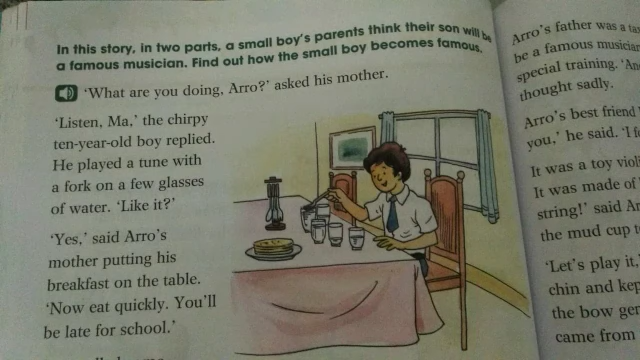 In this story, in two parts, a small boy's parents think their son will be
a famous musician. Find out how the small boy becomes famous.
'What are you doing, Arro?' asked his mother.
'Listen, Ma,' the chirpy
ten-year-old boy replied.
He played a tune with
a fork on a few glasses
of water. 'Like it?'
'Yes,' said Arro's
mother putting his
breakfast on the table.
'Now eat quickly. You'll
be late for school.'
Arro's father was a
be a famous musician
special training.
thought sadly.
Arro's best friend
you,' he said.
It was a toy
It was made of
string!' said
the mud cup
'Let's play it,'
chin and
the bow
came from